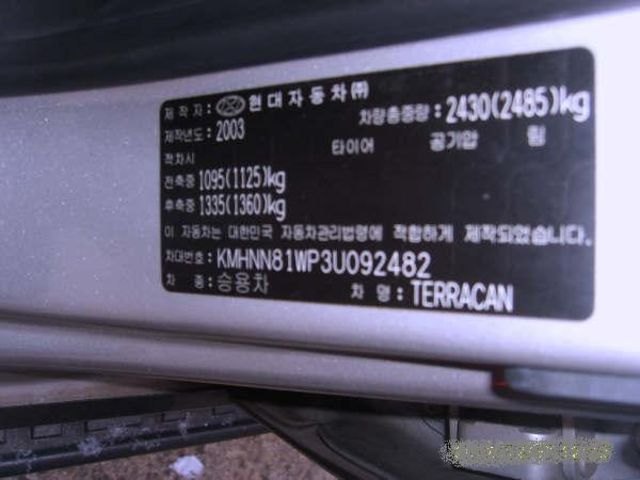 제작자: 현대자동차㈜
제작년도: 2003 차량총중량: 2430(2485)kg
적차시 타이어 공기압 림
전축중 1095(1125)kg
후축중 1335(1360)kg
이 자동차는 대한민국 자동차관리법령에 적합하게 제작되었습니다.
차대번호: KMHNN81WP3U092482
차 종: 승용차 차 명: TERRACAN